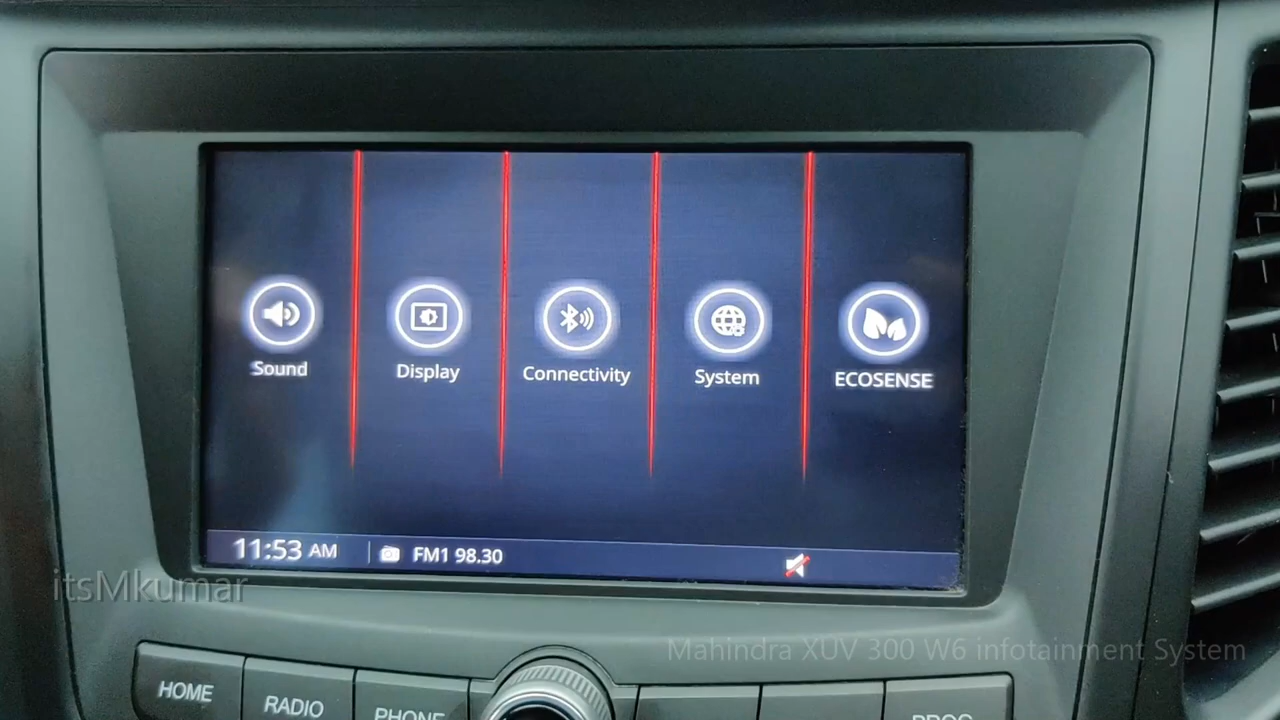 Sound
Display
Connectivity
System
ECOSENSE
11:53 AM
FM1 98.30
itsMkumar
Mahindra XUV 300 W6 infotainment System
HOME
RADIO
PHONE